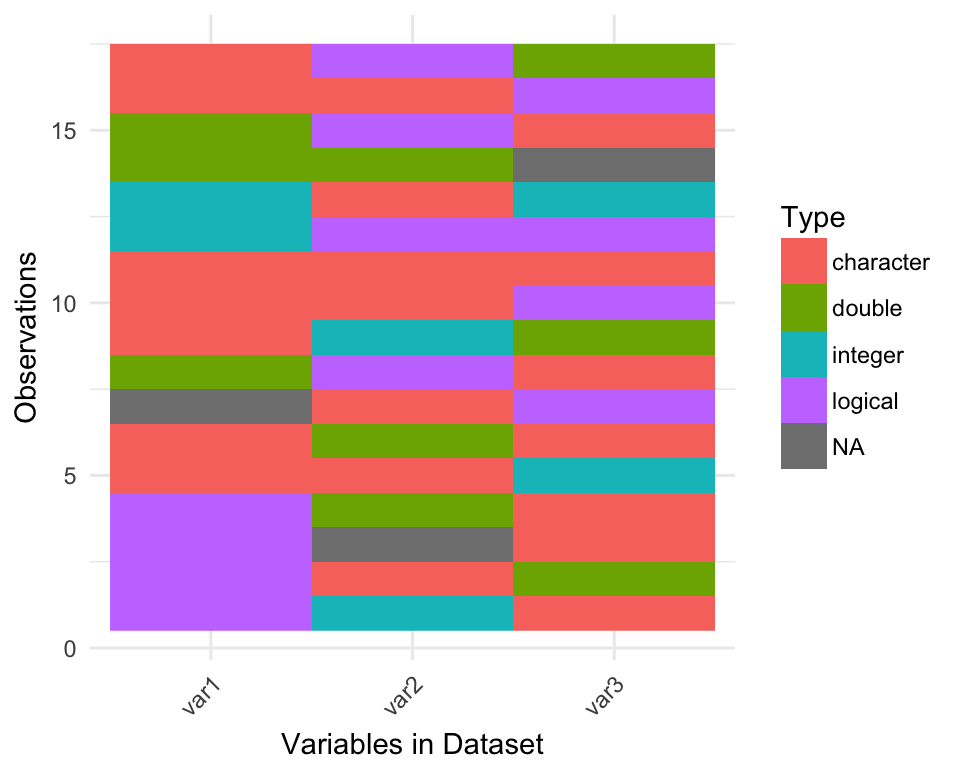 15
10
5
0
Observations
var1
var2
var3
Variables in Dataset
Type
character
double
integer
logical
NA